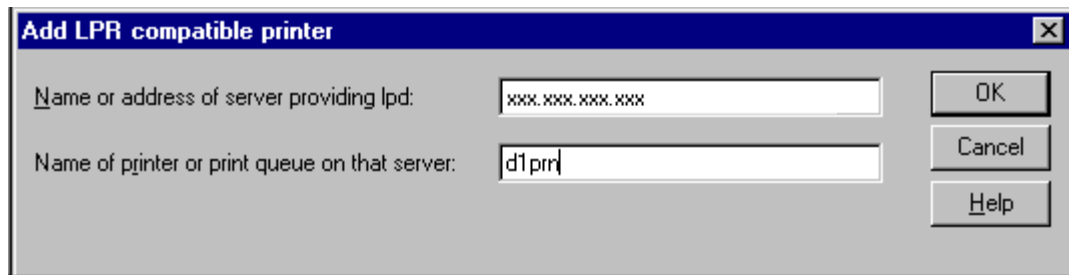 Add LPR compatible printer
Name or address of server providing lpd: xxx.xxx.xxx.xxx OK
Name of printer or print queue on that server: d1prn Cancel
Help